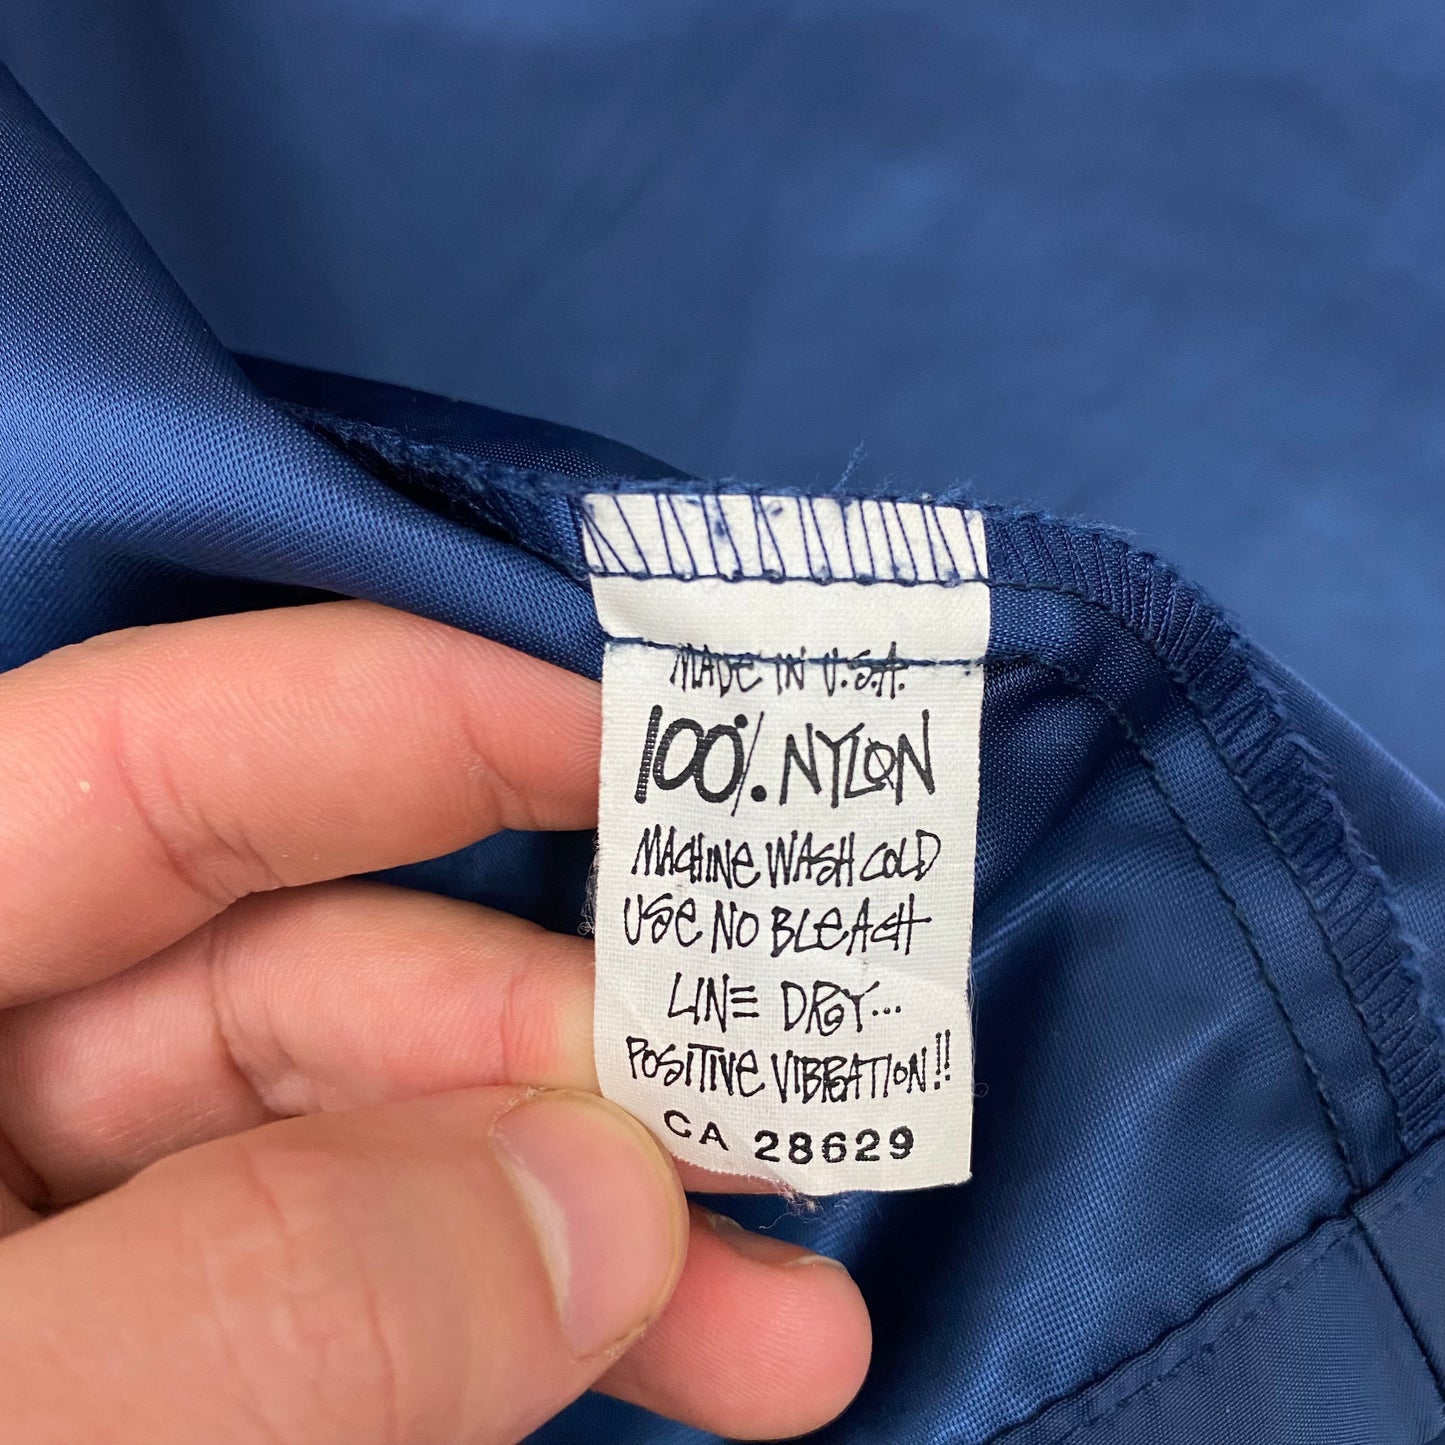 MADE IN U.S.A.
100% NYLON
MACHINE WASH COLD
USE NO BLEACH
LINE DRY...
POSITIVE VIBRATION!!
CA 28629